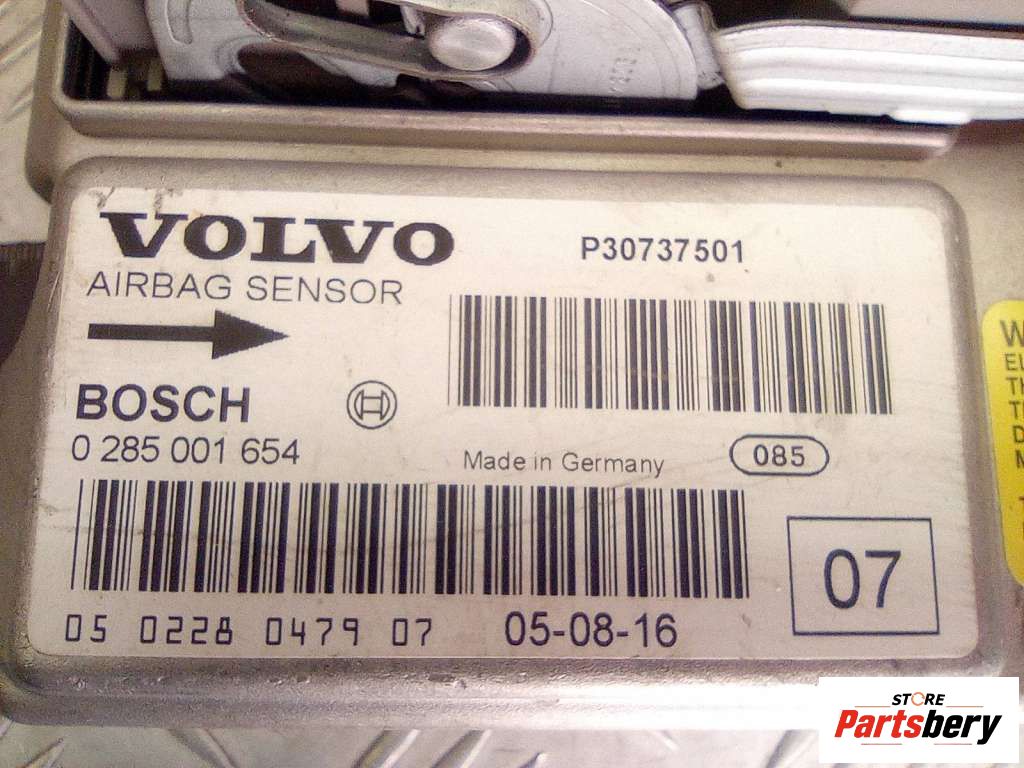 VOLVO
P30737501
AIRBAG SENSOR
BOSCH
0 285 001 654
Made in Germany
085
07
05 0228 0479 07
05-08-16
STORE
Partsbery